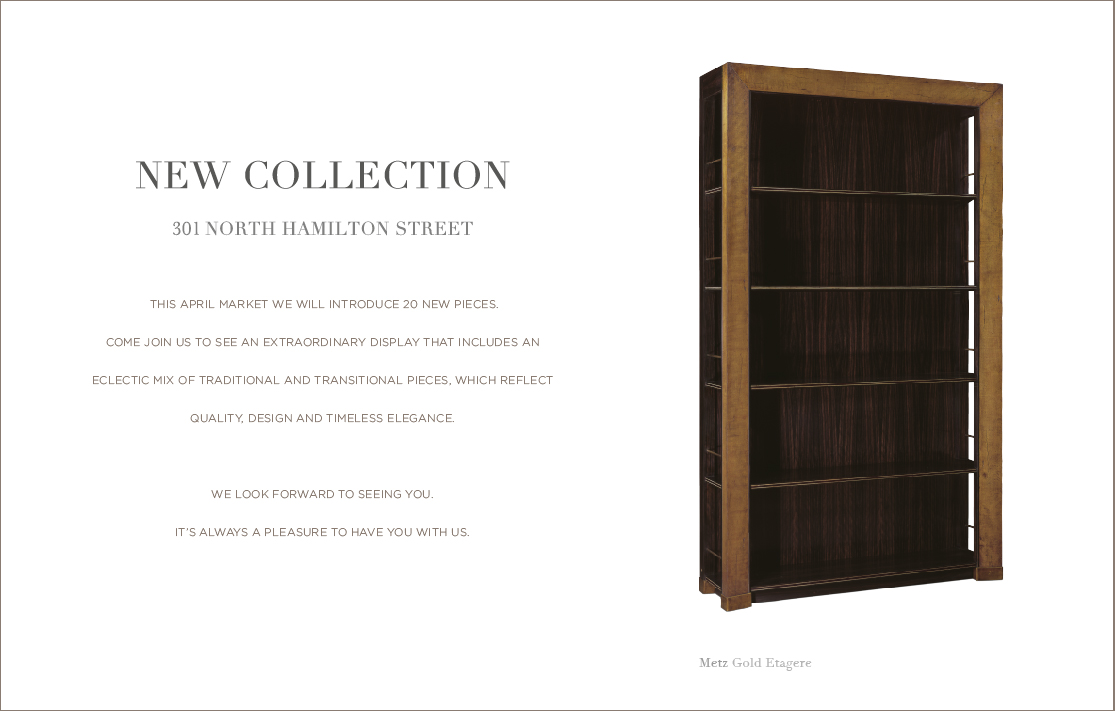 NEW COLLECTION
301 NORTH HAMILTON STREET
THIS APRIL MARKET WE WILL INTRODUCE 20 NEW PIECES.
COME JOIN US TO SEE AN EXTRAORDINARY DISPLAY THAT INCLUDES AN
ECLECTIC MIX OF TRADITIONAL AND TRANSITIONAL PIECES, WHICH REFLECT
QUALITY, DESIGN AND TIMELESS ELEGANCE.
WE LOOK FORWARD TO SEEING YOU.
IT'S ALWAYS A PLEASURE TO HAVE YOU WITH US.
Metz Gold Etagere